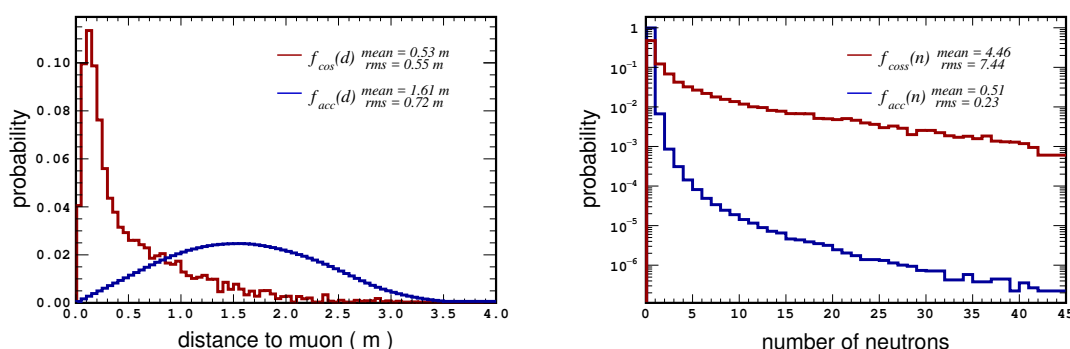 probability
0.10
0.08
0.06
0.04
0.02
0.00
f_cos(d) mean = 0.53 m
rms = 0.55 m
f_acc(d) mean = 1.61 m
rms = 0.72 m
0.0 0.5 1.0 1.5 2.0 2.5 3.0 3.5 4.0
distance to muon ( m )
probability
1
10^-1
10^-2
10^-3
10^-4
10^-5
10^-6
f_coss(n) mean = 4.46
rms = 7.44
f_acc(n) mean = 0.51
rms = 0.23
0 5 10 15 20 25 30 35 40 45
number of neutrons